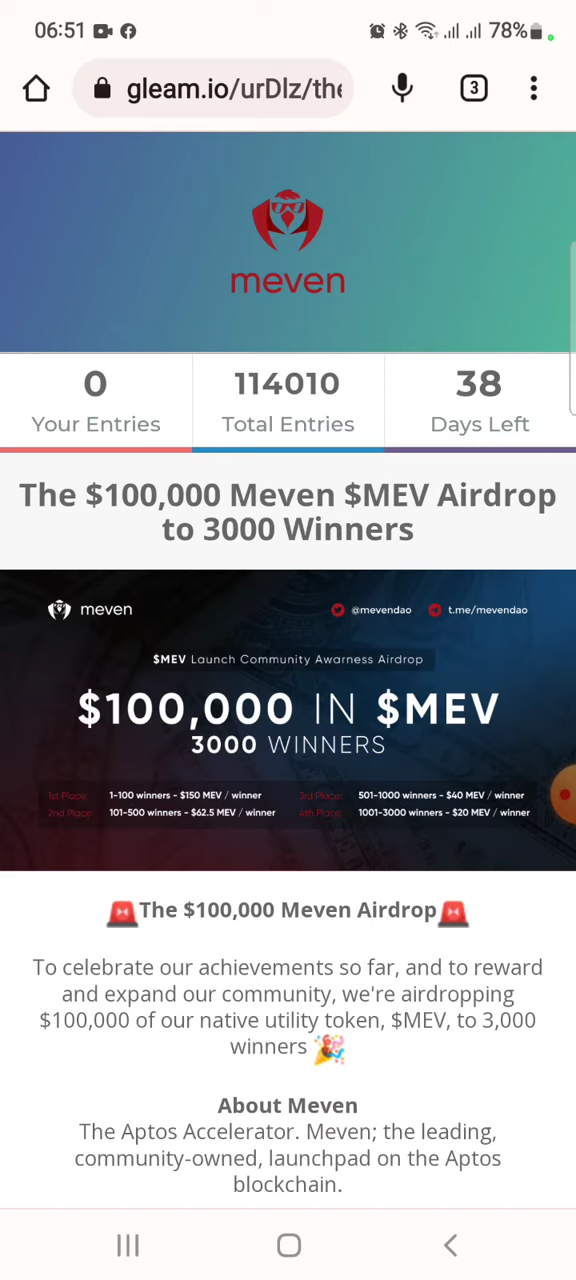 06:51
78%
gleam.io/urDlz/the
3
meven
0
114010
38
Your Entries
Total Entries
Days Left
The $100,000 Meven $MEV Airdrop
to 3000 Winners
meven
@mevendao
t.me/mevendao
$MEV Launch Community Awarness Airdrop
$100,000 IN $MEV
3000 WINNERS
1st Place: 1-100 winners - $150 MEV / winner
3rd Place: 501-1000 winners - $40 MEV / winner
2nd Place: 101-500 winners - $62.5 MEV / winner
4th Place: 1001-3000 winners - $20 MEV / winner
🚨The $100,000 Meven Airdrop🚨
To celebrate our achievements so far, and to reward
and expand our community, we're airdropping
$100,000 of our native utility token, $MEV, to 3,000
winners 🎉
About Meven
The Aptos Accelerator. Meven; the leading,
community-owned, launchpad on the Aptos
blockchain.